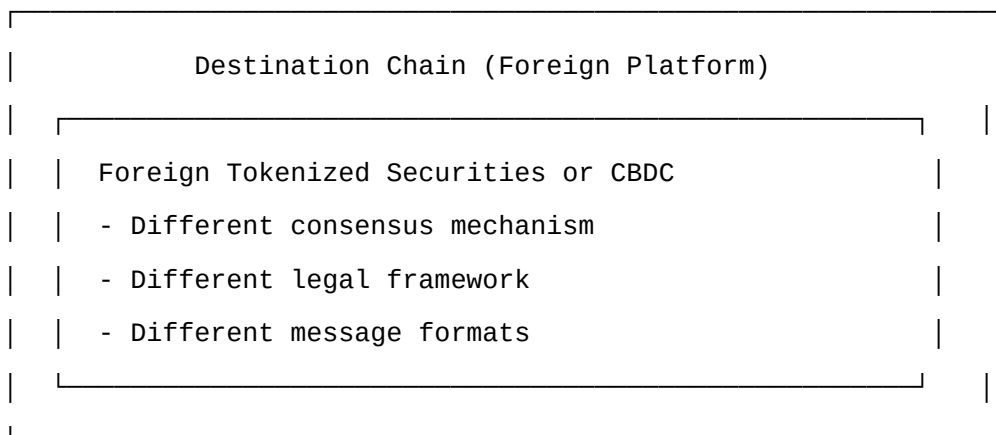 Destination Chain (Foreign Platform)
Foreign Tokenized Securities or CBDC
- Different consensus mechanism
- Different legal framework
- Different message formats